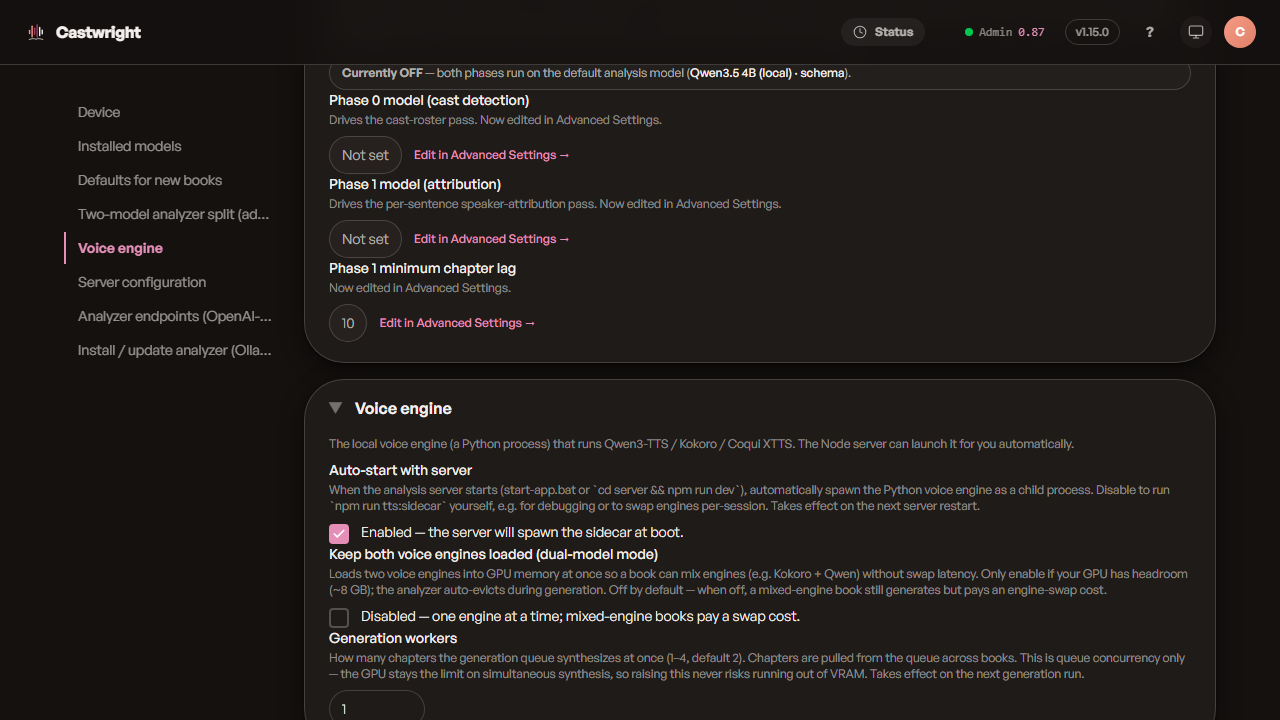 Castwright
Status
Admin 0.87
v1.15.0
?
C
Device
Installed models
Defaults for new books
Two-model analyzer split (ad...
Voice engine
Server configuration
Analyzer endpoints (OpenAI-...
Install / update analyzer (Olla...
Currently OFF — both phases run on the default analysis model (Qwen3.5 4B (local) · schema).
Phase 0 model (cast detection)
Drives the cast-roster pass. Now edited in Advanced Settings.
Not set
Edit in Advanced Settings →
Phase 1 model (attribution)
Drives the per-sentence speaker-attribution pass. Now edited in Advanced Settings.
Not set
Edit in Advanced Settings →
Phase 1 minimum chapter lag
Now edited in Advanced Settings.
10
Edit in Advanced Settings →
Voice engine
The local voice engine (a Python process) that runs Qwen3-TTS / Kokoro / Coqui XTTS. The Node server can launch it for you automatically.
Auto-start with server
When the analysis server starts (start-app.bat or `cd server && npm run dev`), automatically spawn the Python voice engine as a child process. Disable to run
`npm run tts:sidecar` yourself, e.g. for debugging or to swap engines per-session. Takes effect on the next server restart.
Enabled — the server will spawn the sidecar at boot.
Keep both voice engines loaded (dual-model mode)
Loads two voice engines into GPU memory at once so a book can mix engines (e.g. Kokoro + Qwen) without swap latency. Only enable if your GPU has headroom
(~8 GB); the analyzer auto-evicts during generation. Off by default — when off, a mixed-engine book still generates but pays an engine-swap cost.
Disabled — one engine at a time; mixed-engine books pay a swap cost.
Generation workers
How many chapters the generation queue synthesizes at once (1–4, default 2). Chapters are pulled from the queue across books. This is queue concurrency only
— the GPU stays the limit on simultaneous synthesis, so raising this never risks running out of VRAM. Takes effect on the next generation run.
1